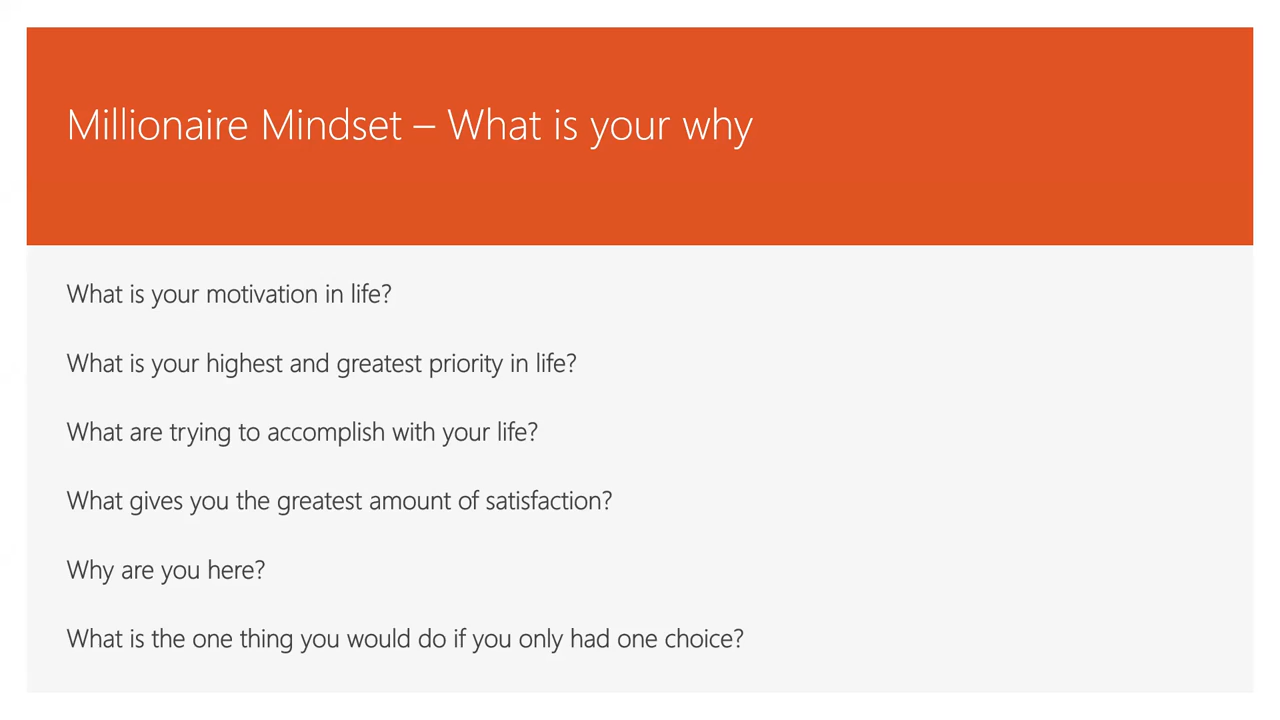 Millionaire Mindset – What is your why
What is your motivation in life?
What is your highest and greatest priority in life?
What are trying to accomplish with your life?
What gives you the greatest amount of satisfaction?
Why are you here?
What is the one thing you would do if you only had one choice?